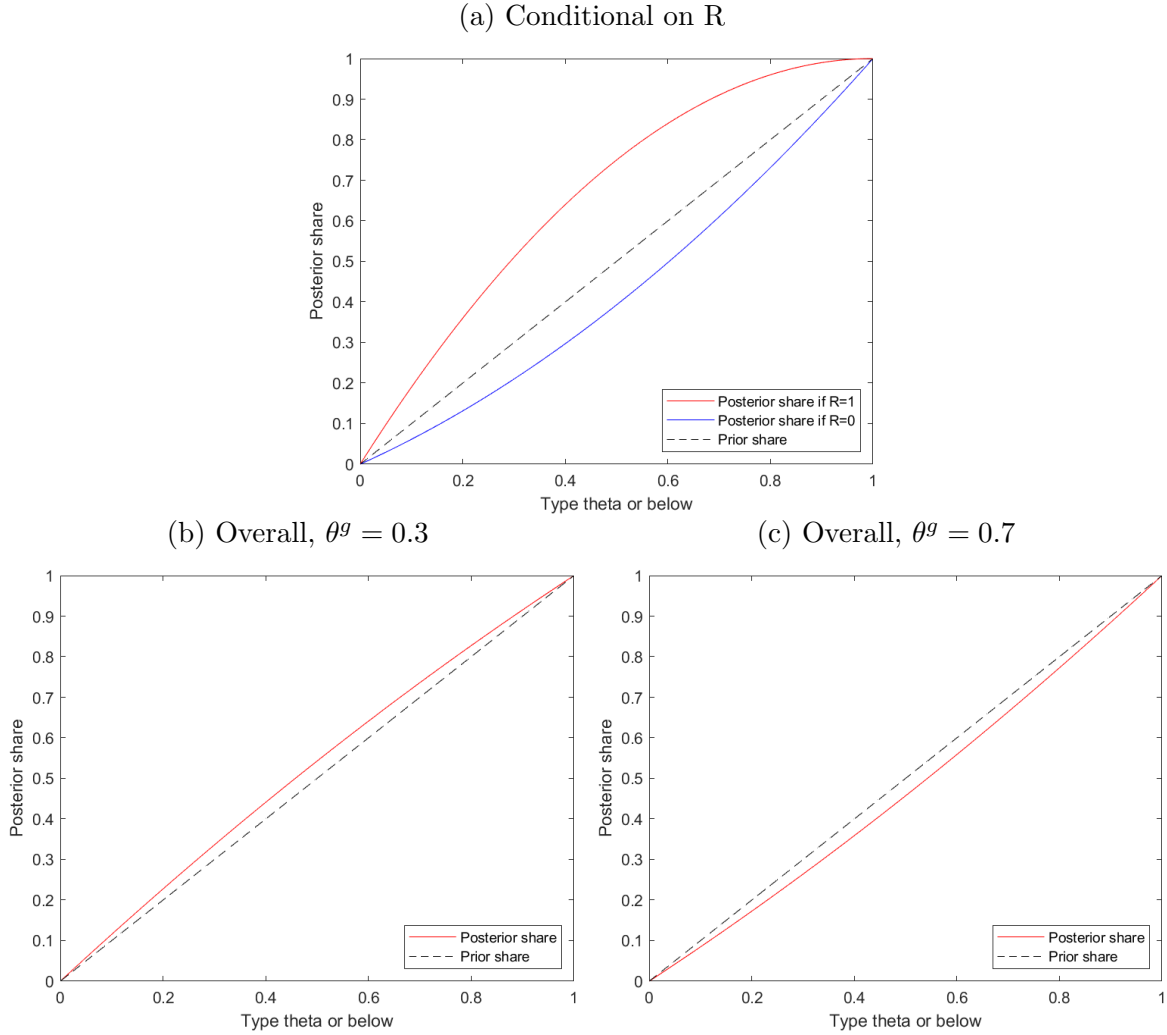 (a) Conditional on R
1
0.9
0.8
0.7
0.6
0.5
0.4
0.3
0.2
0.1
0
Posterior share
Posterior share if R=1
Posterior share if R=0
Prior share
0 0.2 0.4 0.6 0.8 1
Type theta or below
(b) Overall, θ^g = 0.3
1
0.9
0.8
0.7
0.6
0.5
0.4
0.3
0.2
0.1
0
Posterior share
Posterior share
Prior share
0 0.2 0.4 0.6 0.8 1
Type theta or below
(c) Overall, θ^g = 0.7
1
0.9
0.8
0.7
0.6
0.5
0.4
0.3
0.2
0.1
0
Posterior share
Posterior share
Prior share
0 0.2 0.4 0.6 0.8 1
Type theta or below